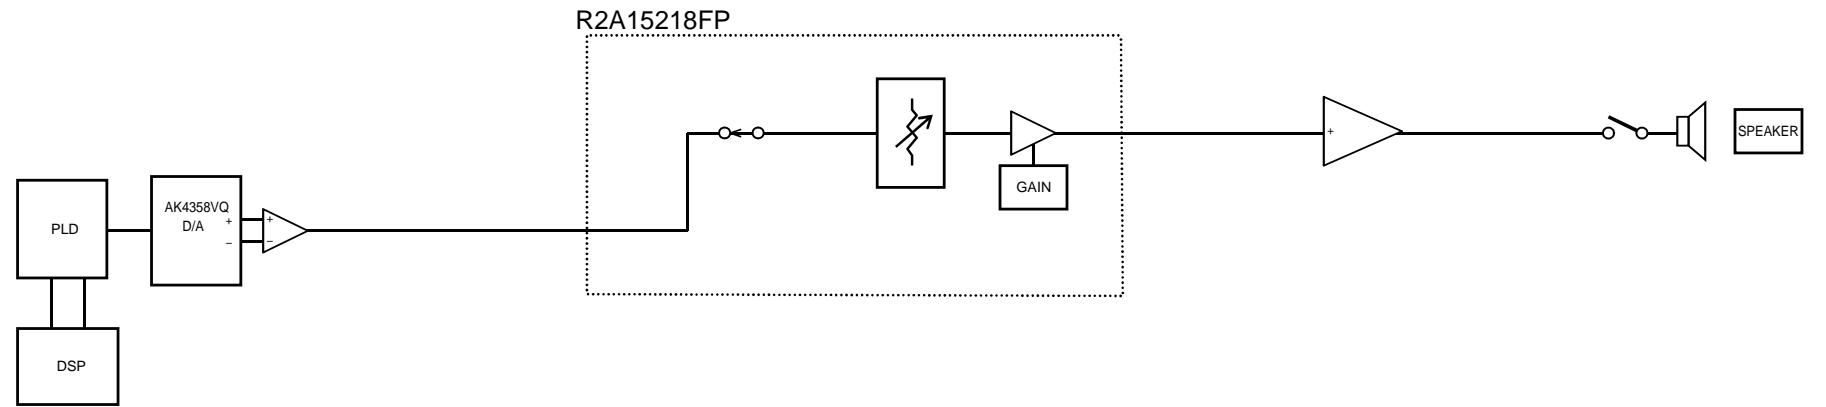 R2A15218FP
SPEAKER
+
GAIN
AK4358VQ
D/A
+
−
+
−
PLD
DSP